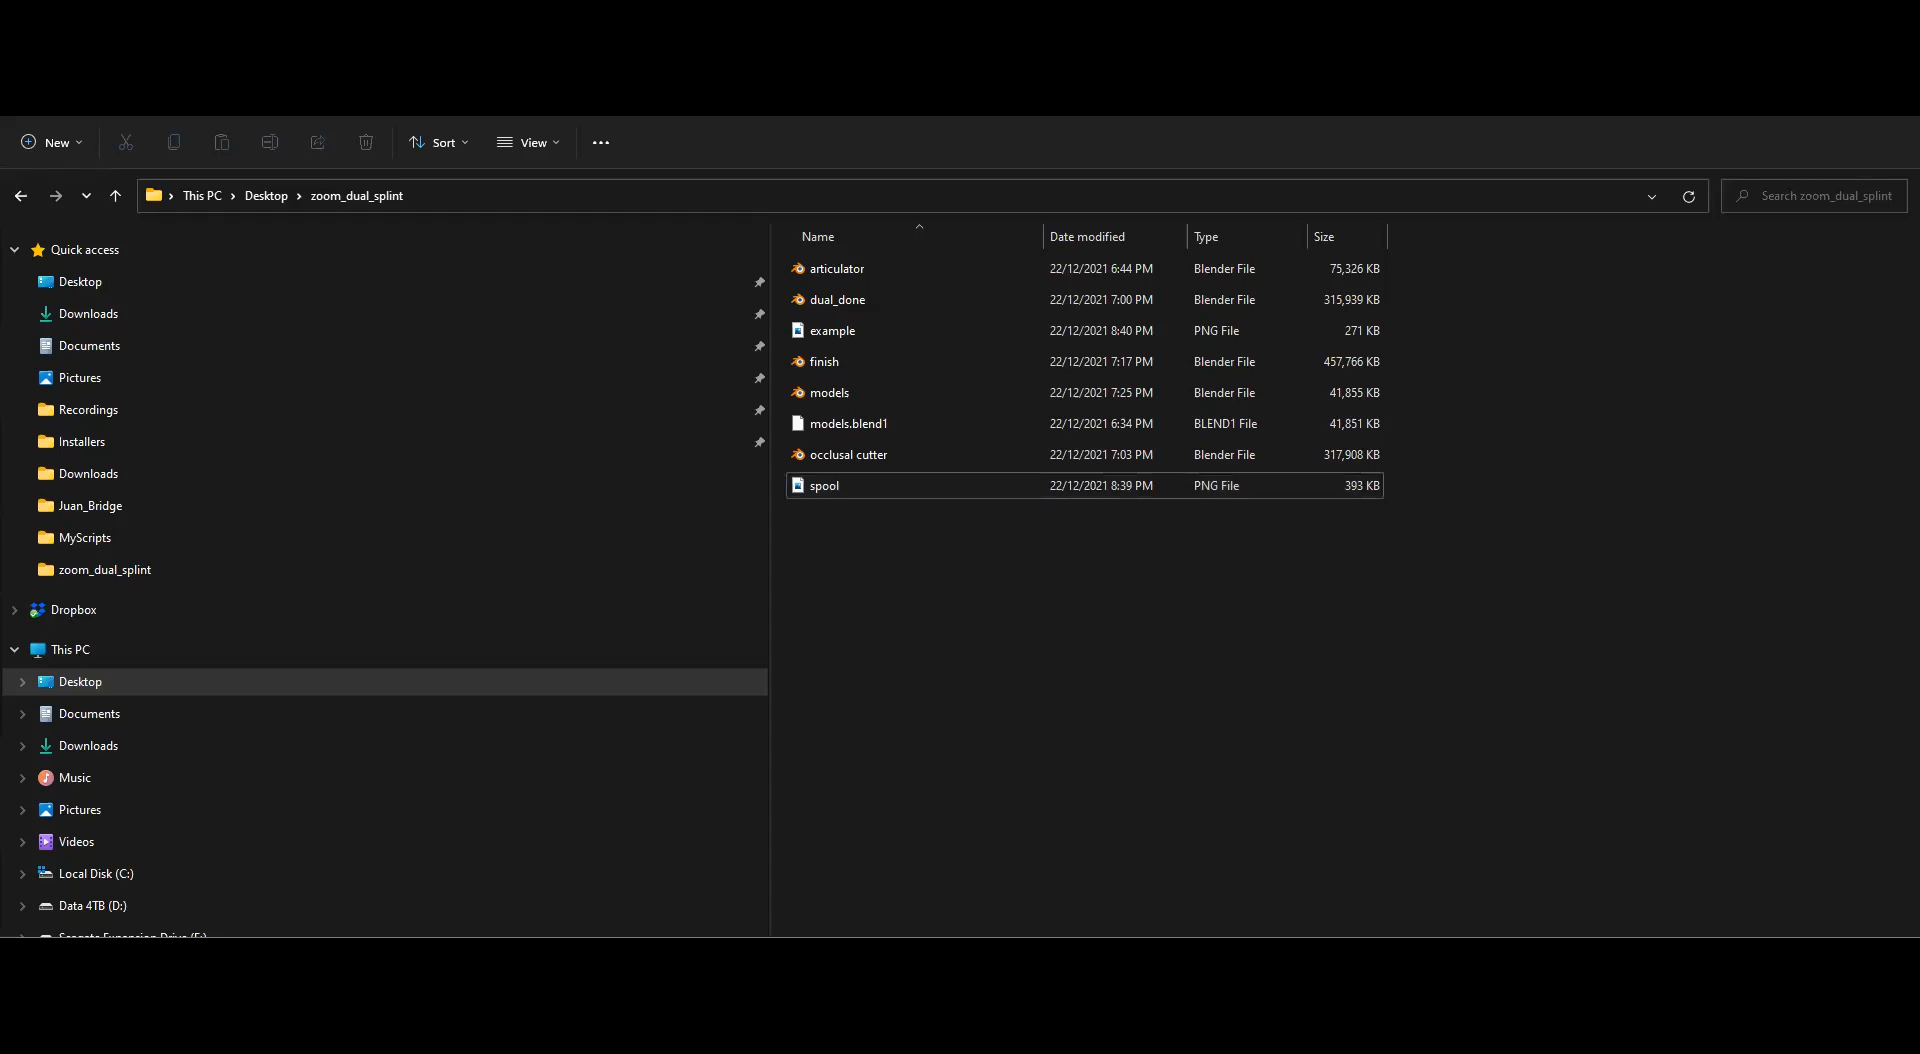 New Sort View
This PC Desktop zoom_dual_splint Search zoom_dual_splint
Quick access
Desktop
Downloads
Documents
Pictures
Recordings
Installers
Downloads
Juan_Bridge
MyScripts
zoom_dual_splint
Dropbox
This PC
Desktop
Documents
Downloads
Music
Pictures
Videos
Local Disk (C:)
Data 4TB (D:)
Seagate Expansion Drive (E:)
Name Date modified Type Size
articulator 22/12/2021 6:44 PM Blender File 75,326 KB
dual_done 22/12/2021 7:00 PM Blender File 315,939 KB
example 22/12/2021 8:40 PM PNG File 271 KB
finish 22/12/2021 7:17 PM Blender File 457,766 KB
models 22/12/2021 7:25 PM Blender File 41,855 KB
models.blend1 22/12/2021 6:34 PM BLEND1 File 41,851 KB
occlusal cutter 22/12/2021 7:03 PM Blender File 317,908 KB
spool 22/12/2021 8:39 PM PNG File 393 KB